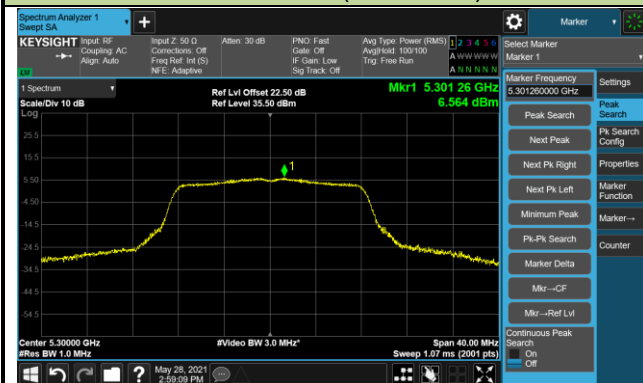 Spectrum Analyzer 1
Swept SA
Marker
KEYSIGHT
Input: RF
Coupling: AC
Align: Auto
Input Z: 50 Ω
Corrections: Off
Freq Ref: Int (S)
NFE: Adaptive
Atten: 30 dB
PNO: Fast
Gate: Off
IF Gain: Low
Sig Track: Off
Avg Type: Power (RMS)
Avg|Hold: 100/100
Trig: Free Run
1 2 3 4 5 6
A W W W W W
A N N N N N
Select Marker
Marker 1
LM
1 Spectrum
Scale/Div 10 dB
Log
Ref Lvl Offset 22.50 dB
Ref Level 35.50 dBm
Mkr1 5.301 26 GHz
6.564 dBm
25.5
15.5
5.50
-4.50
-14.5
-24.5
-34.5
-44.5
-54.5
1
Center 5.30000 GHz
#Res BW 1.0 MHz
#Video BW 3.0 MHz*
Span 40.00 MHz
Sweep 1.07 ms (2001 pts)
Marker Frequency
5.301260000 GHz
Peak Search
Next Peak
Next Pk Right
Next Pk Left
Minimum Peak
Pk-Pk Search
Marker Delta
Mkr→CF
Mkr→Ref Lvl
Continuous Peak
Search
On
Off
Settings
Peak
Search
Pk Search
Config
Properties
Marker
Function
Marker→
Counter
May 28, 2021
2:59:09 PM